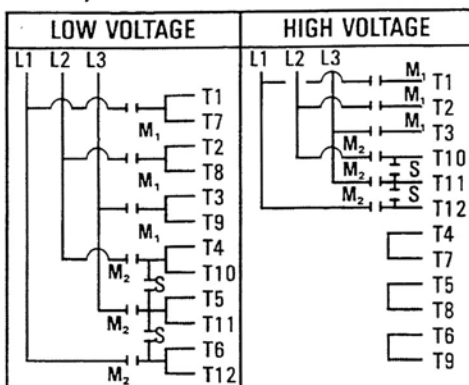 LOW VOLTAGE
L1 L2 L3
T1
M₁ T7
T2
M₁ T8
T3
M₁ T9
T4
M₂ S T10
T5
M₂ S T11
T6
M₂ T12
HIGH VOLTAGE
L1 L2 L3
M₁ T1
M₁ T2
M₁ T3
M₂ T10
M₂ S T11
M₂ S T12
T4
T7
T5
T8
T6
T9